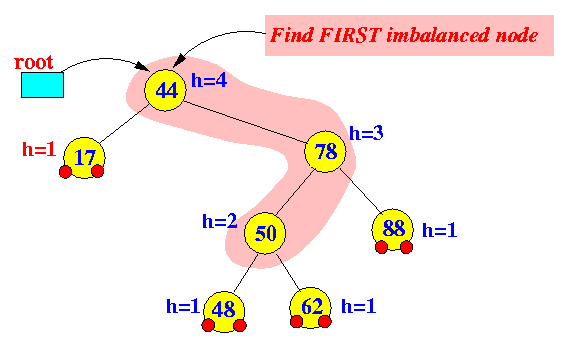 Find FIRST imbalanced node
root
44
h=4
h=1
17
78
h=3
h=2
50
88
h=1
h=1
48
62
h=1